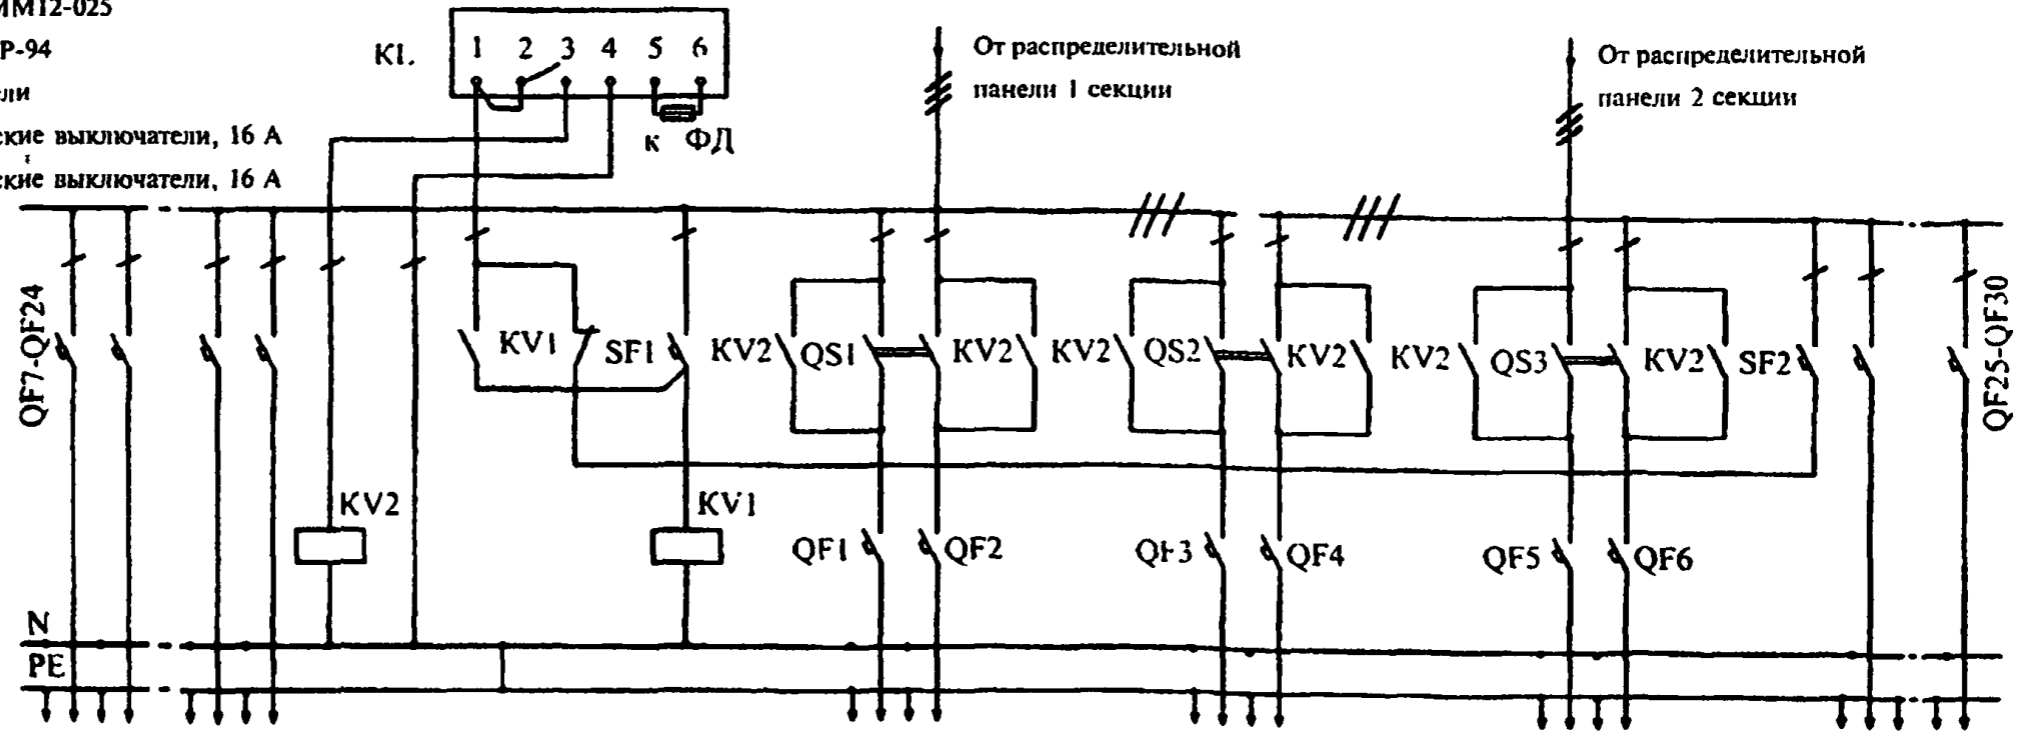 ИМ12-025
Р-94
ели
ские выключатели, 16 А
ские выключатели, 16 А
KL
1 2 3 4 5 6
к ФД
От распределительной
панели 1 секции
От распределительной
панели 2 секции
QF7-QF24
KV1
SF1
KV2
QS1
KV2
KV2
QS2
KV2
KV2
QS3
KV2
SF2
QF25-QF30
KV2
KV1
QF1
QF2
QF3
QF4
QF5
QF6
N
PE